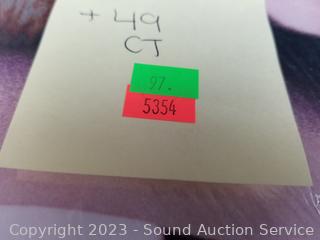 + 49
CT
97.
5354
Copyright 2023 - Sound Auction Service